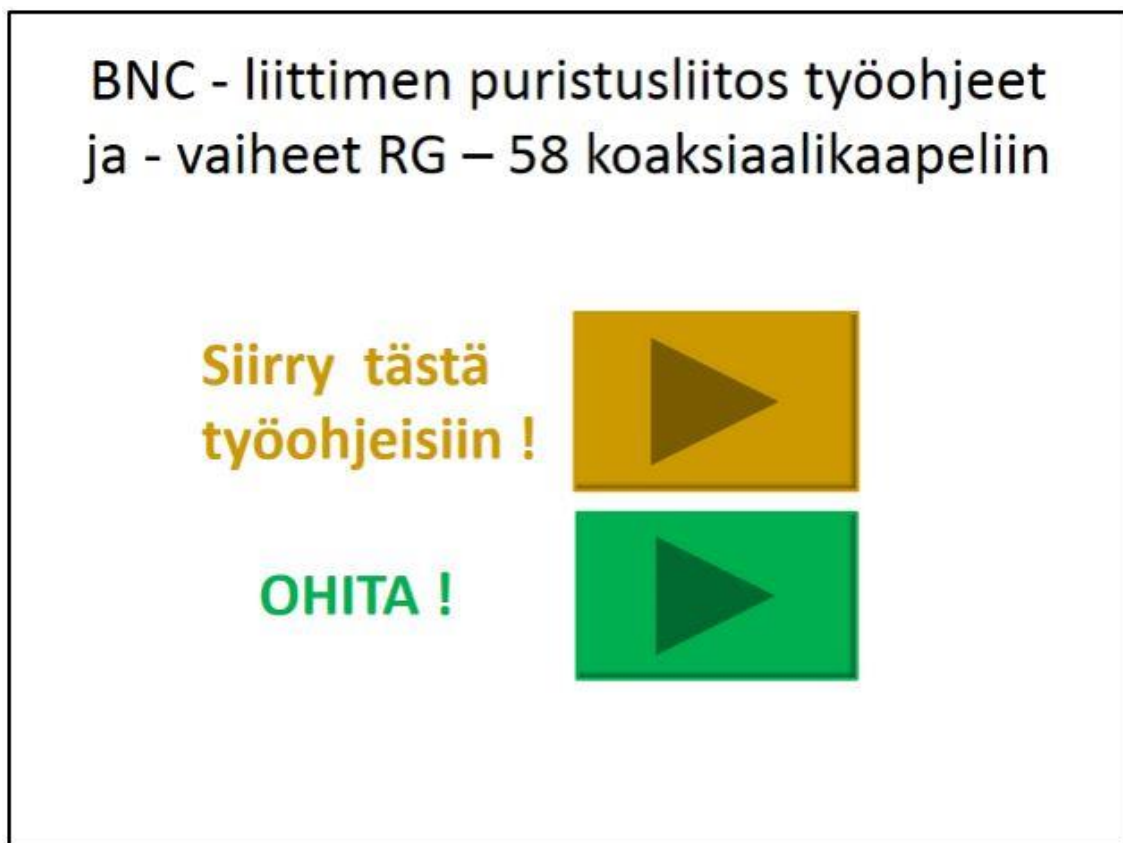 BNC - liittimen puristusliitos työohjeet
ja - vaiheet RG – 58 koaksiaalikaapeliin
Siirry tästä
työohjeisiin !
OHITA !